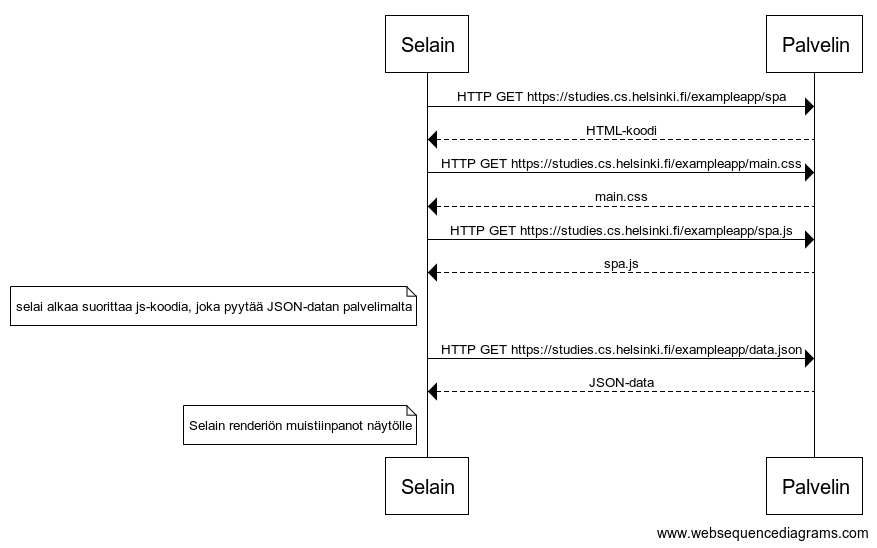 Selain
Palvelin
HTTP GET https://studies.cs.helsinki.fi/exampleapp/spa
HTML-koodi
HTTP GET https://studies.cs.helsinki.fi/exampleapp/main.css
main.css
HTTP GET https://studies.cs.helsinki.fi/exampleapp/spa.js
spa.js
selai alkaa suorittaa js-koodia, joka pyytää JSON-datan palvelimalta
HTTP GET https://studies.cs.helsinki.fi/exampleapp/data.json
JSON-data
Selain renderiön muistiinpanot näytölle
Selain
Palvelin
www.websequencediagrams.com